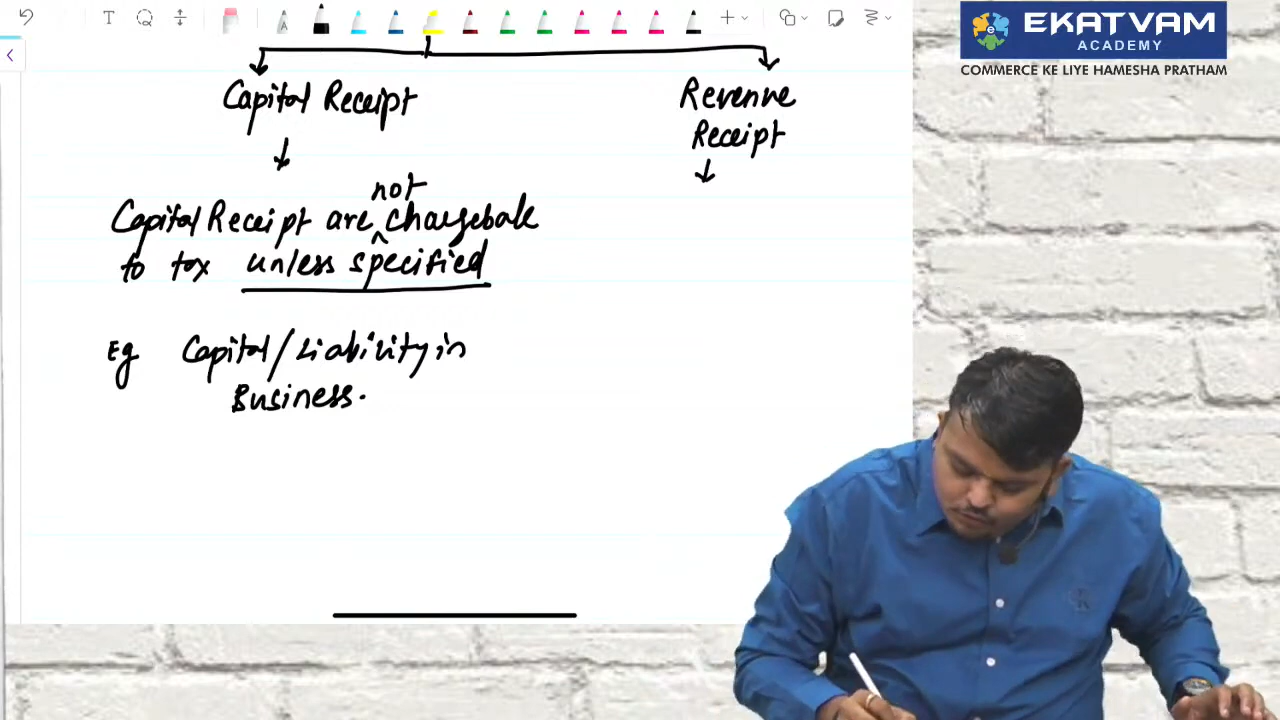 EKATVAM
ACADEMY
COMMERCE KE LIYE HAMESHA PRATHAM
Capital Receipt
Revenue
Receipt
not
Capital Receipt are ^ chargebale
to tax unless specified
Eg Capital/Liability in
Business.